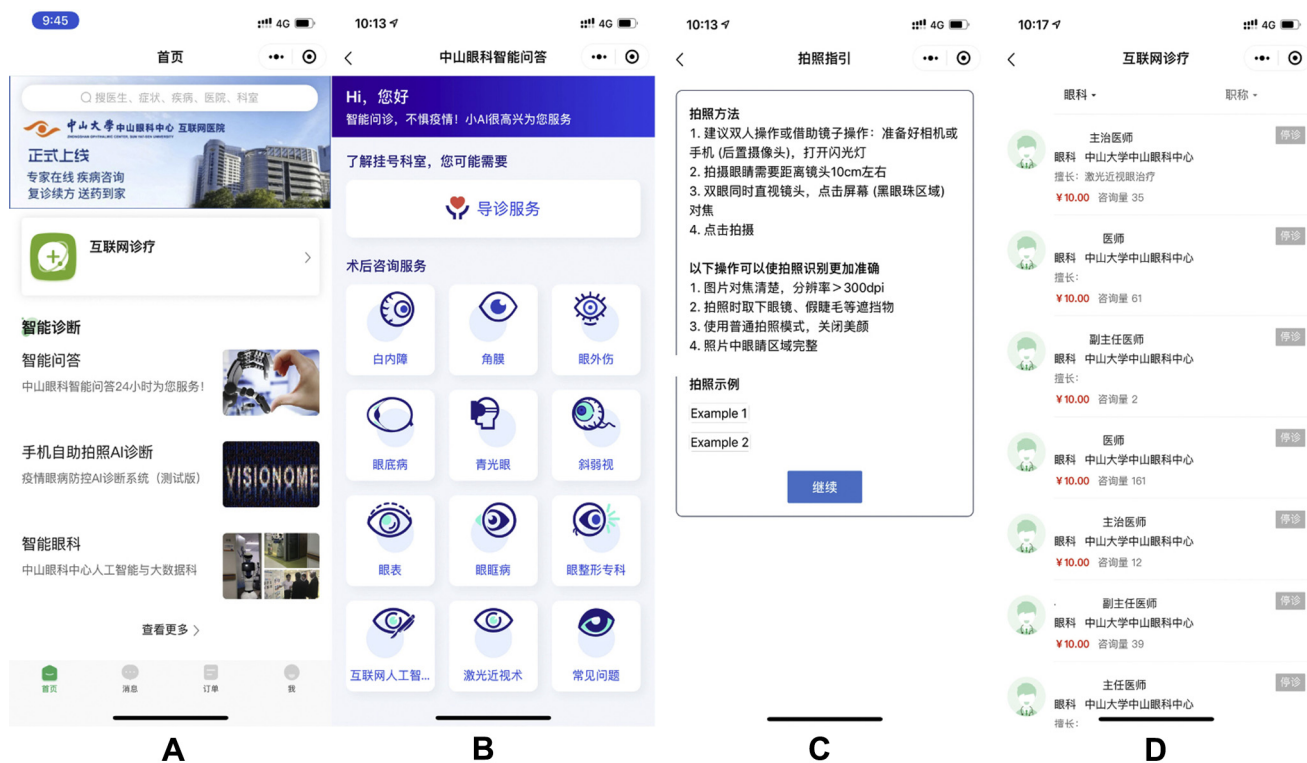 9:45
4G
首页
搜医生、症状、疾病、医院、科室
中山大学中山眼科中心 互联网医院
正式上线
专家在线 疾病咨询
复诊续方 送药到家
互联网诊疗
智能诊断
智能问答
中山眼科智能问答24小时为您服务！
手机自助拍照AI诊断
疫情眼病防控AI诊断系统（测试版）
VISIONOME
智能眼科
中山眼科中心人工智能与大数据科
查看更多
首页
消息
订单
我
A
10:13
4G
中山眼科智能问答
Hi，您好
智能问诊，不惧疫情！小AI很高兴为您服务
了解挂号科室，您可能需要
导诊服务
术后咨询服务
白内障
角膜
眼外伤
眼底病
青光眼
斜弱视
眼表
眼眶病
眼整形专科
互联网人工智...
激光近视术
常见问题
B
10:13
4G
拍照指引
拍照方法
1. 建议双人操作或借助镜子操作：准备好相机或
手机 (后置摄像头)，打开闪光灯
2. 拍摄眼睛需要距离镜头10cm左右
3. 双眼同时直视镜头，点击屏幕 (黑眼珠区域)
对焦
4. 点击拍摄
以下操作可以使拍照识别更加准确
1. 图片对焦清楚，分辨率＞300dpi
2. 拍照时取下眼镜、假睫毛等遮挡物
3. 使用普通拍照模式，关闭美颜
4. 照片中眼睛区域完整
拍照示例
Example 1
Example 2
继续
C
10:17
4G
互联网诊疗
眼科
职称
主治医师
停诊
眼科 中山大学中山眼科中心
擅长：激光近视眼治疗
¥10.00 咨询量 35
医师
停诊
眼科 中山大学中山眼科中心
擅长：
¥10.00 咨询量 61
副主任医师
停诊
眼科 中山大学中山眼科中心
擅长：
¥10.00 咨询量 2
医师
停诊
眼科 中山大学中山眼科中心
¥10.00 咨询量 161
主治医师
停诊
眼科 中山大学中山眼科中心
¥10.00 咨询量 12
副主任医师
停诊
眼科 中山大学中山眼科中心
¥10.00 咨询量 39
主任医师
停诊
眼科 中山大学中山眼科中心
擅长：
D